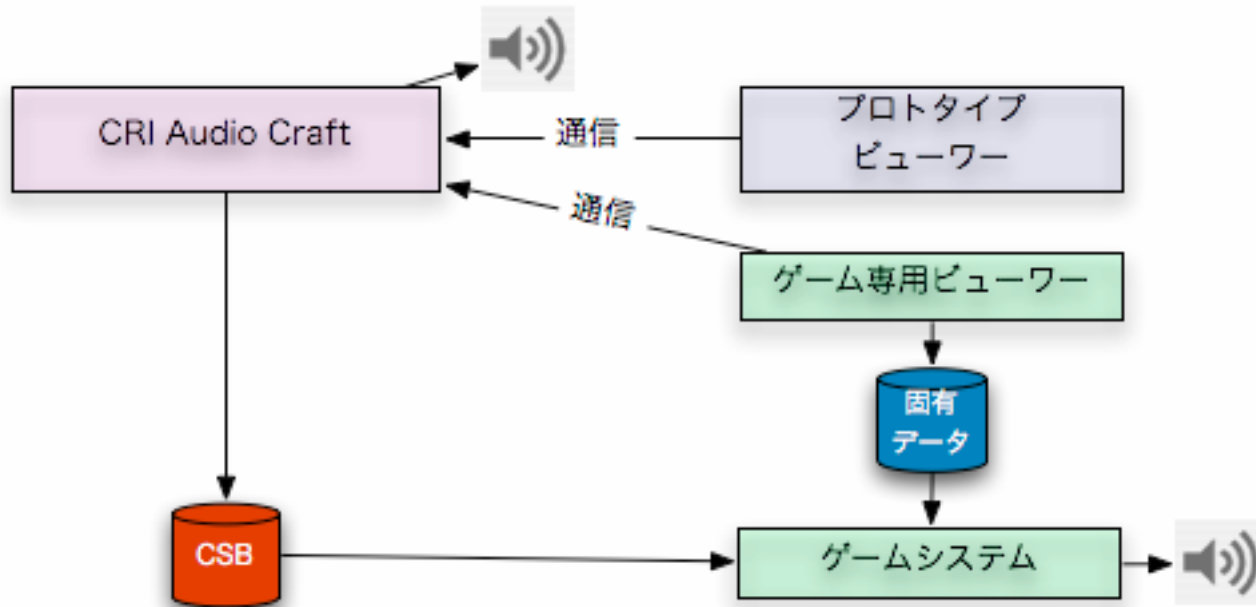 CRI Audio Craft
通信
プロトタイプ
ビューワー
通信
ゲーム専用ビューワー
固有
データ
CSB
ゲームシステム